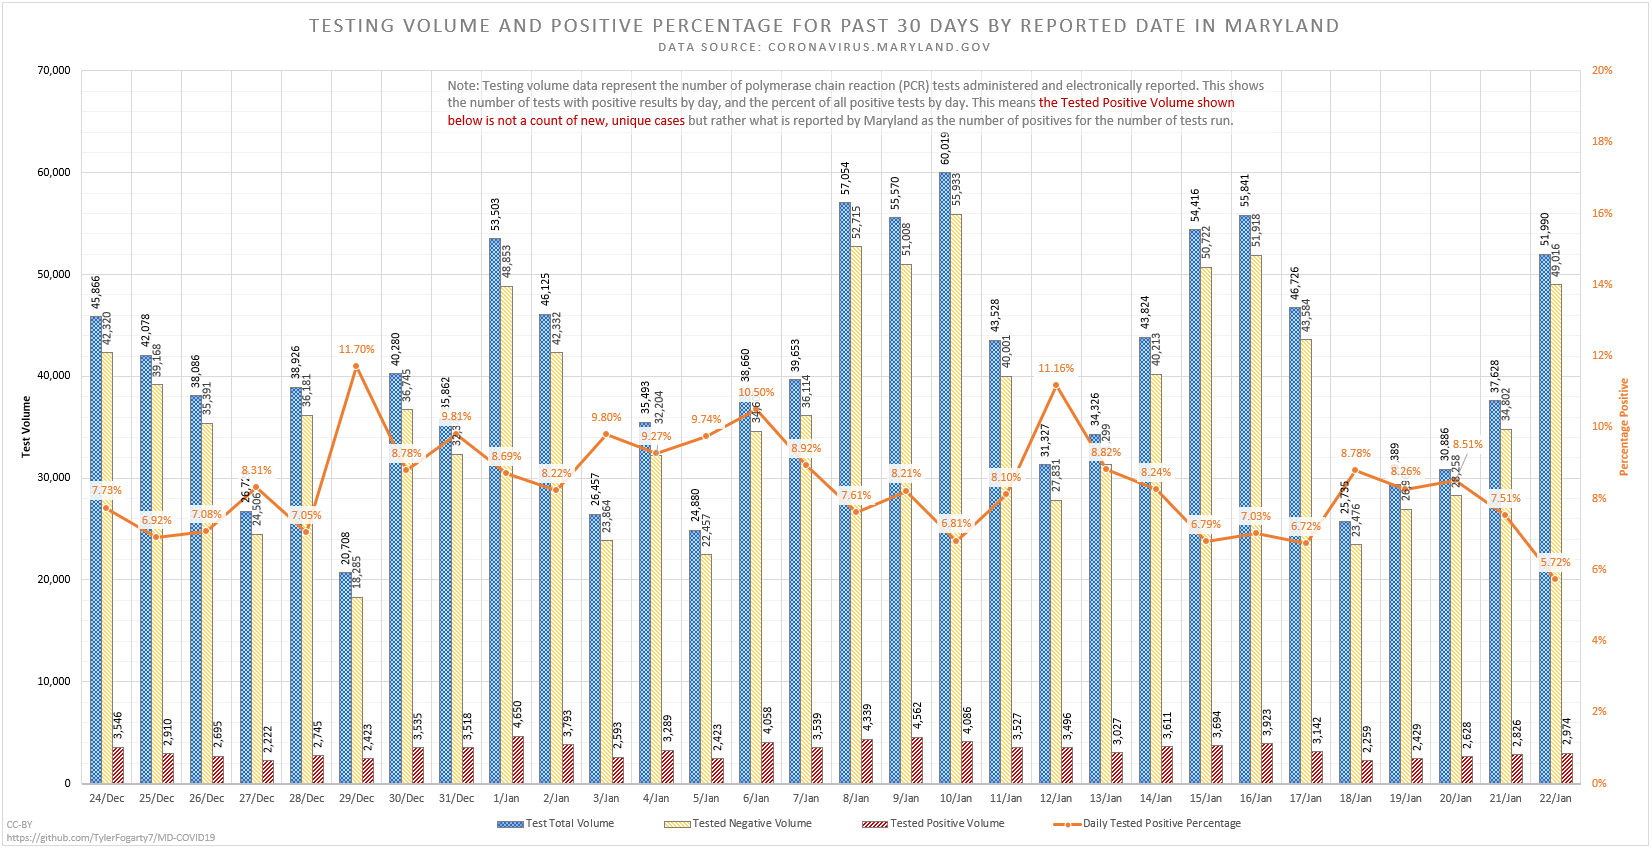 TESTING VOLUME AND POSITIVE PERCENTAGE FOR PAST 30 DAYS BY REPORTED DATE IN MARYLAND
DATA SOURCE: CORONAVIRUS.MARYLAND.GOV
Note: Testing volume data represent the number of polymerase chain reaction (PCR) tests administered and electronically reported. This shows
the number of tests with positive results by day, and the percent of all positive tests by day. This means the Tested Positive Volume shown
below is not a count of new, unique cases but rather what is reported by Maryland as the number of positives for the number of tests run.
Test Volume
70,000
60,000
50,000
40,000
30,000
20,000
10,000
0
45,866 42,320 7.73% 3,546
42,078 39,168 6.92% 2,910
38,086 35,391 7.08% 2,695
24,506 8.31% 2,222
38,926 36,181 7.05% 2,745
20,708 18,285 11.70% 2,423
40,280 36,745 8.78% 3,535
35,862 9.81% 3,518
53,503 48,853 8.69% 4,650
46,125 42,332 8.22% 3,793
26,457 23,864 9.80% 2,593
35,493 32,204 9.27% 3,289
24,880 22,457 9.74% 2,423
38,660 10.50% 4,058
39,653 36,114 8.92% 3,539
57,054 52,715 7.61% 4,339
55,570 51,008 8.21% 4,562
60,019 55,933 6.81% 4,086
43,528 40,001 8.10% 3,527
31,327 27,831 11.16% 3,496
34,326 8.82% 3,027
43,824 40,213 8.24% 3,611
54,416 50,722 6.79% 3,694
55,841 51,918 7.03% 3,923
46,726 43,584 6.72% 3,142
25,735 23,476 8.78% 2,259
8.26% 2,429
30,886 28,258 8.51% 2,628
37,628 34,802 7.51% 2,826
51,990 49,016 5.72% 2,974
20%
18%
16%
14%
12%
10%
8%
6%
4%
2%
0%
Percentage Positive
24/Dec 25/Dec 26/Dec 27/Dec 28/Dec 29/Dec 30/Dec 31/Dec 1/Jan 2/Jan 3/Jan 4/Jan 5/Jan 6/Jan 7/Jan 8/Jan 9/Jan 10/Jan 11/Jan 12/Jan 13/Jan 14/Jan 15/Jan 16/Jan 17/Jan 18/Jan 19/Jan 20/Jan 21/Jan 22/Jan
Test Total Volume Tested Negative Volume Tested Positive Volume Daily Tested Positive Percentage
CC-BY
https://github.com/TylerFogarty7/MD-COVID19